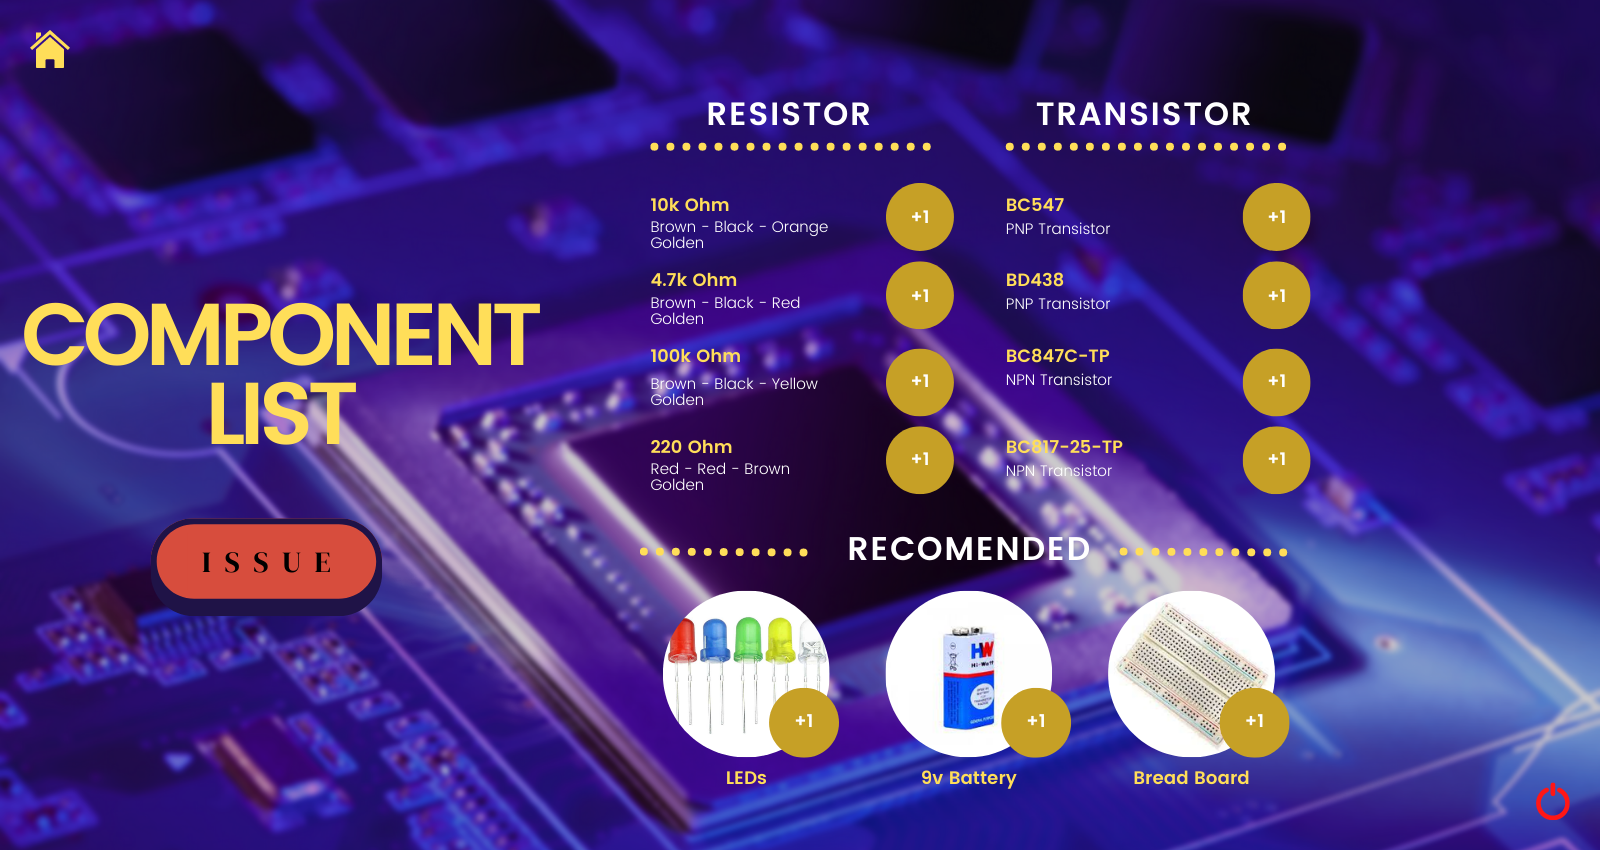 COMPONENT
LIST
ISSUE
RESISTOR
10k Ohm
Brown - Black - Orange
Golden
+1
4.7k Ohm
Brown - Black - Red
Golden
+1
100k Ohm
Brown - Black - Yellow
Golden
+1
220 Ohm
Red - Red - Brown
Golden
+1
TRANSISTOR
BC547
PNP Transistor
+1
BD438
PNP Transistor
+1
BC847C-TP
NPN Transistor
+1
BC817-25-TP
NPN Transistor
+1
RECOMENDED
+1
LEDs
HW
Hi-Watt
+1
9v Battery
+1
Bread Board